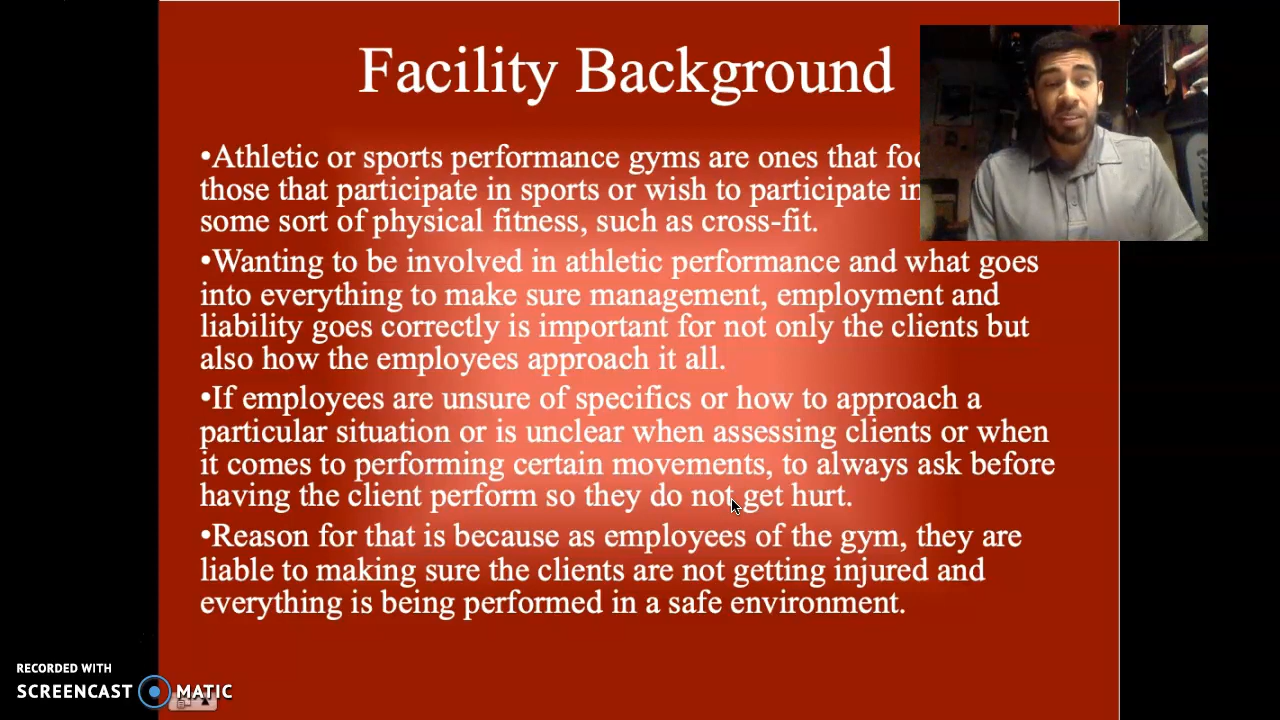 Facility Background
•Athletic or sports performance gyms are ones that
those that participate in sports or wish to participate in
some sort of physical fitness, such as cross-fit.
•Wanting to be involved in athletic performance and what goes
into everything to make sure management, employment and
liability goes correctly is important for not only the clients but
also how the employees approach it all.
•If employees are unsure of specifics or how to approach a
particular situation or is unclear when assessing clients or when
it comes to performing certain movements, to always ask before
having the client perform so they do not get hurt.
•Reason for that is because as employees of the gym, they are
liable to making sure the clients are not getting injured and
everything is being performed in a safe environment.
RECORDED WITH
SCREENCAST MATIC